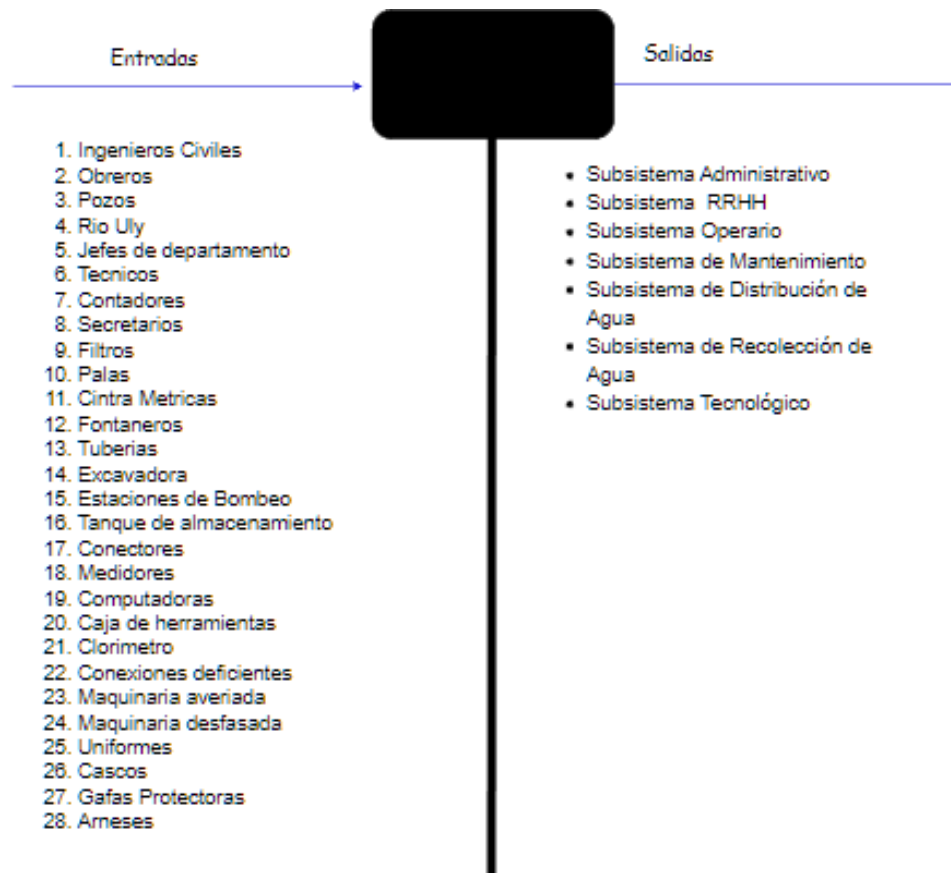 Entradas
Salidas
1. Ingenieros Civiles
2. Obreros
3. Pozos
4. Rio Uly
5. Jefes de departamento
6. Tecnicos
7. Contadores
8. Secretarios
9. Filtros
10. Palas
11. Cintra Metricas
12. Fontaneros
13. Tuberias
14. Excavadora
15. Estaciones de Bombeo
16. Tanque de almacenamiento
17. Conectores
18. Medidores
19. Computadoras
20. Caja de herramientas
21. Clorimetro
22. Conexiones deficientes
23. Maquinaria averiada
24. Maquinaria desfasada
25. Uniformes
26. Cascos
27. Gafas Protectoras
28. Arneses
• Subsistema Administrativo
• Subsistema RRHH
• Subsistema Operario
• Subsistema de Mantenimiento
• Subsistema de Distribución de
Agua
• Subsistema de Recolección de
Agua
• Subsistema Tecnológico